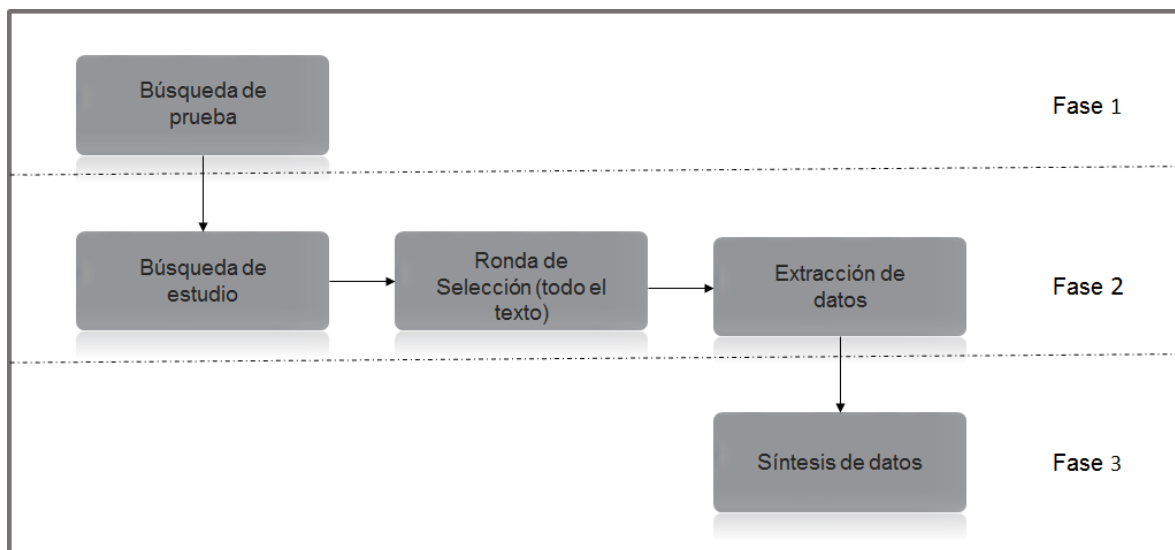 Búsqueda de
prueba
Fase 1
Búsqueda de
estudio
Ronda de
Selección (todo el
texto)
Extracción de
datos
Fase 2
Síntesis de datos
Fase 3